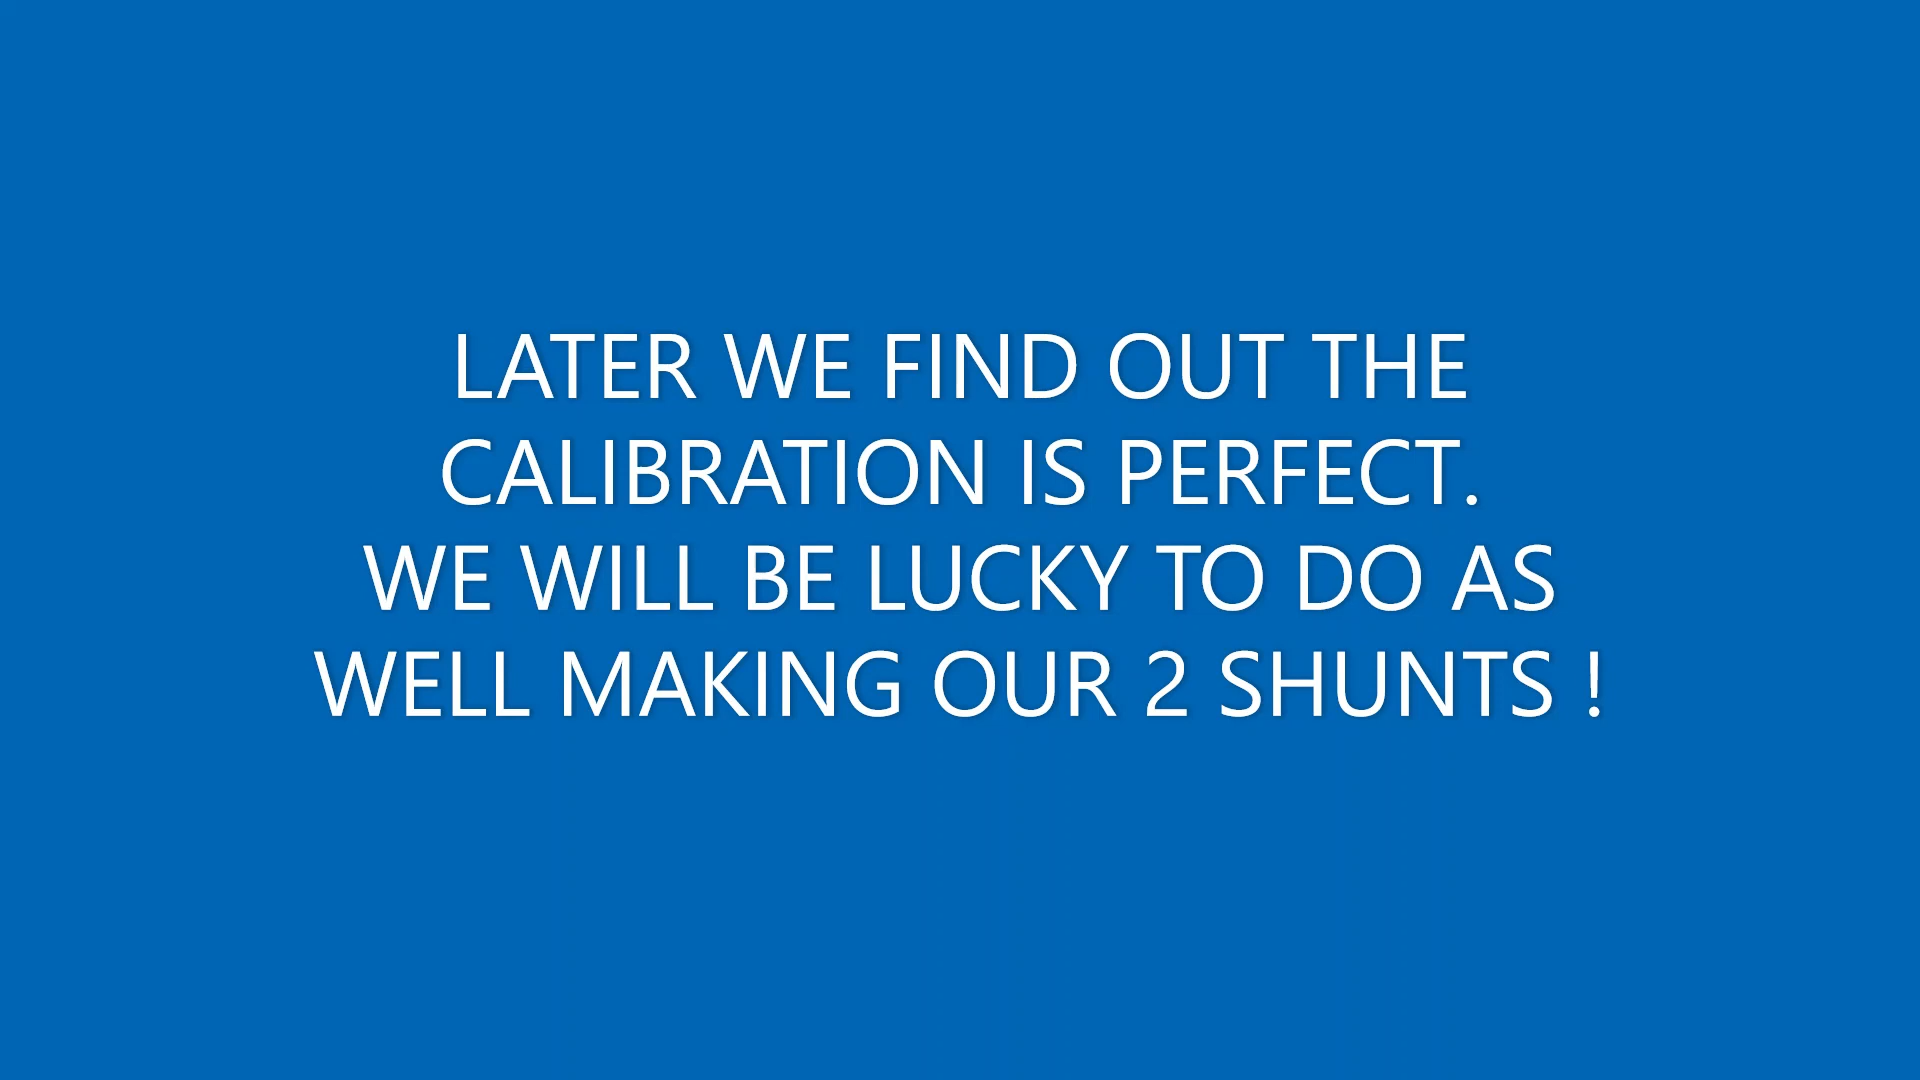 LATER WE FIND OUT THE
CALIBRATION IS PERFECT.
WE WILL BE LUCKY TO DO AS
WELL MAKING OUR 2 SHUNTS !